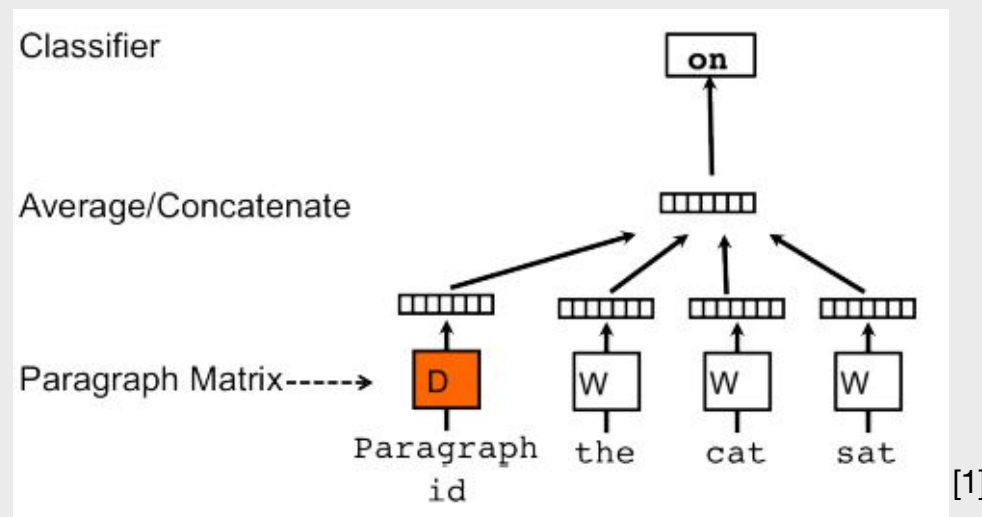 Classifier
on
Average/Concatenate
Paragraph Matrix----->
D
W
W
W
Paragraph id
the
cat
sat
[1]